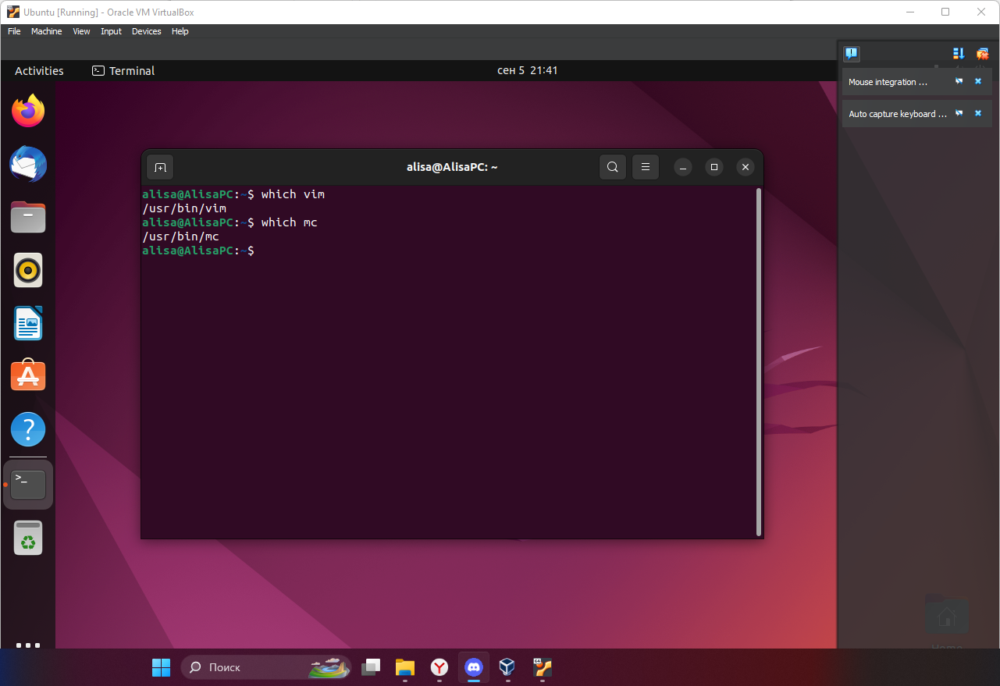 Ubuntu [Running] - Oracle VM VirtualBox
File Machine View Input Devices Help
Activities Terminal сен 5 21:41
Mouse integration ...
Auto capture keyboard ...
alisa@AlisaPC: ~
alisa@AlisaPC:~$ which vim
/usr/bin/vim
alisa@AlisaPC:~$ which mc
/usr/bin/mc
alisa@AlisaPC:~$
Home
Поиск